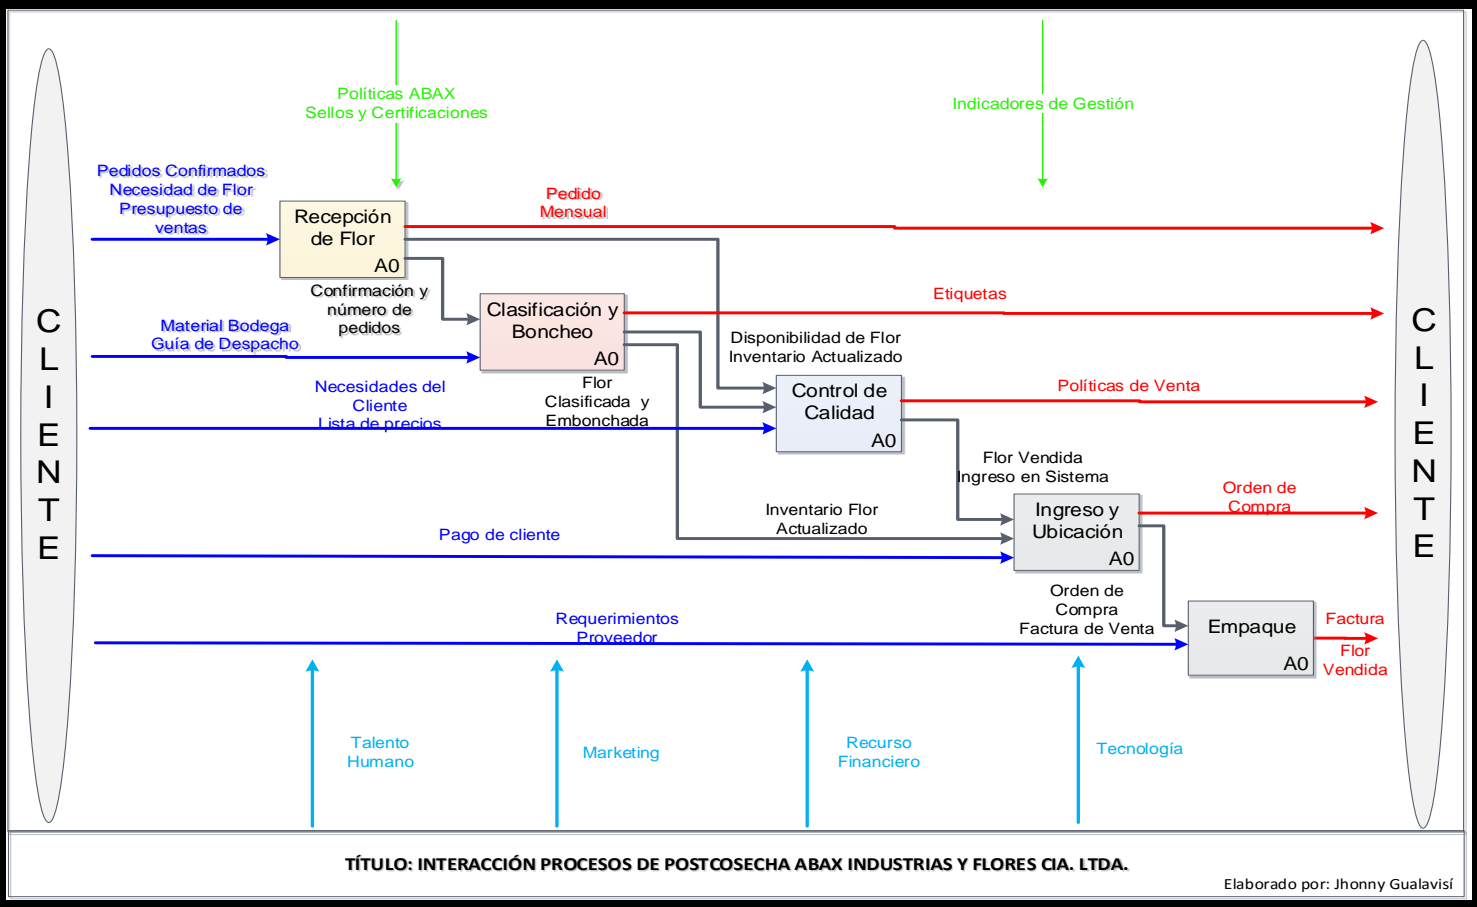 Políticas ABAX
Sellos y Certificaciones
Indicadores de Gestión
Pedidos Confirmados
Necesidad de Flor
Presupuesto de
ventas
Recepción
de Flor
A0
Pedido
Mensual
Confirmación y
número de
pedidos
Material Bodega
Guía de Despacho
Clasificación y
Boncheo
A0
Etiquetas
Disponibilidad de Flor
Inventario Actualizado
Necesidades del
Cliente
Lista de precios
Flor
Clasificada y
Embonchada
Control de
Calidad
A0
Políticas de Venta
Flor Vendida
Ingreso en Sistema
Inventario Flor
Actualizado
Pago de cliente
Ingreso y
Ubicación
A0
Orden de
Compra
Orden de
Compra
Factura de Venta
Requerimientos
Proveedor
Empaque
A0
Factura
Flor
Vendida
CLIENTE
CLIENTE
Talento
Humano
Marketing
Recurso
Financiero
Tecnología
TÍTULO: INTERACCIÓN PROCESOS DE POSTCOSECHA ABAX INDUSTRIAS Y FLORES CIA. LTDA.
Elaborado por: Jhonny Gualavisí